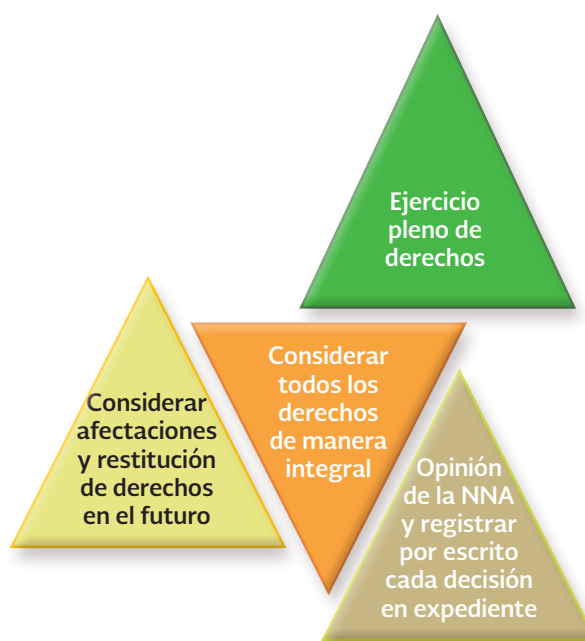 Ejercicio
pleno de
derechos
Considerar
afectaciones
y restitución
de derechos
en el futuro
Considerar
todos los
derechos
de manera
integral
Opinión
de la NNA
y registrar
por escrito
cada decisión
en expediente